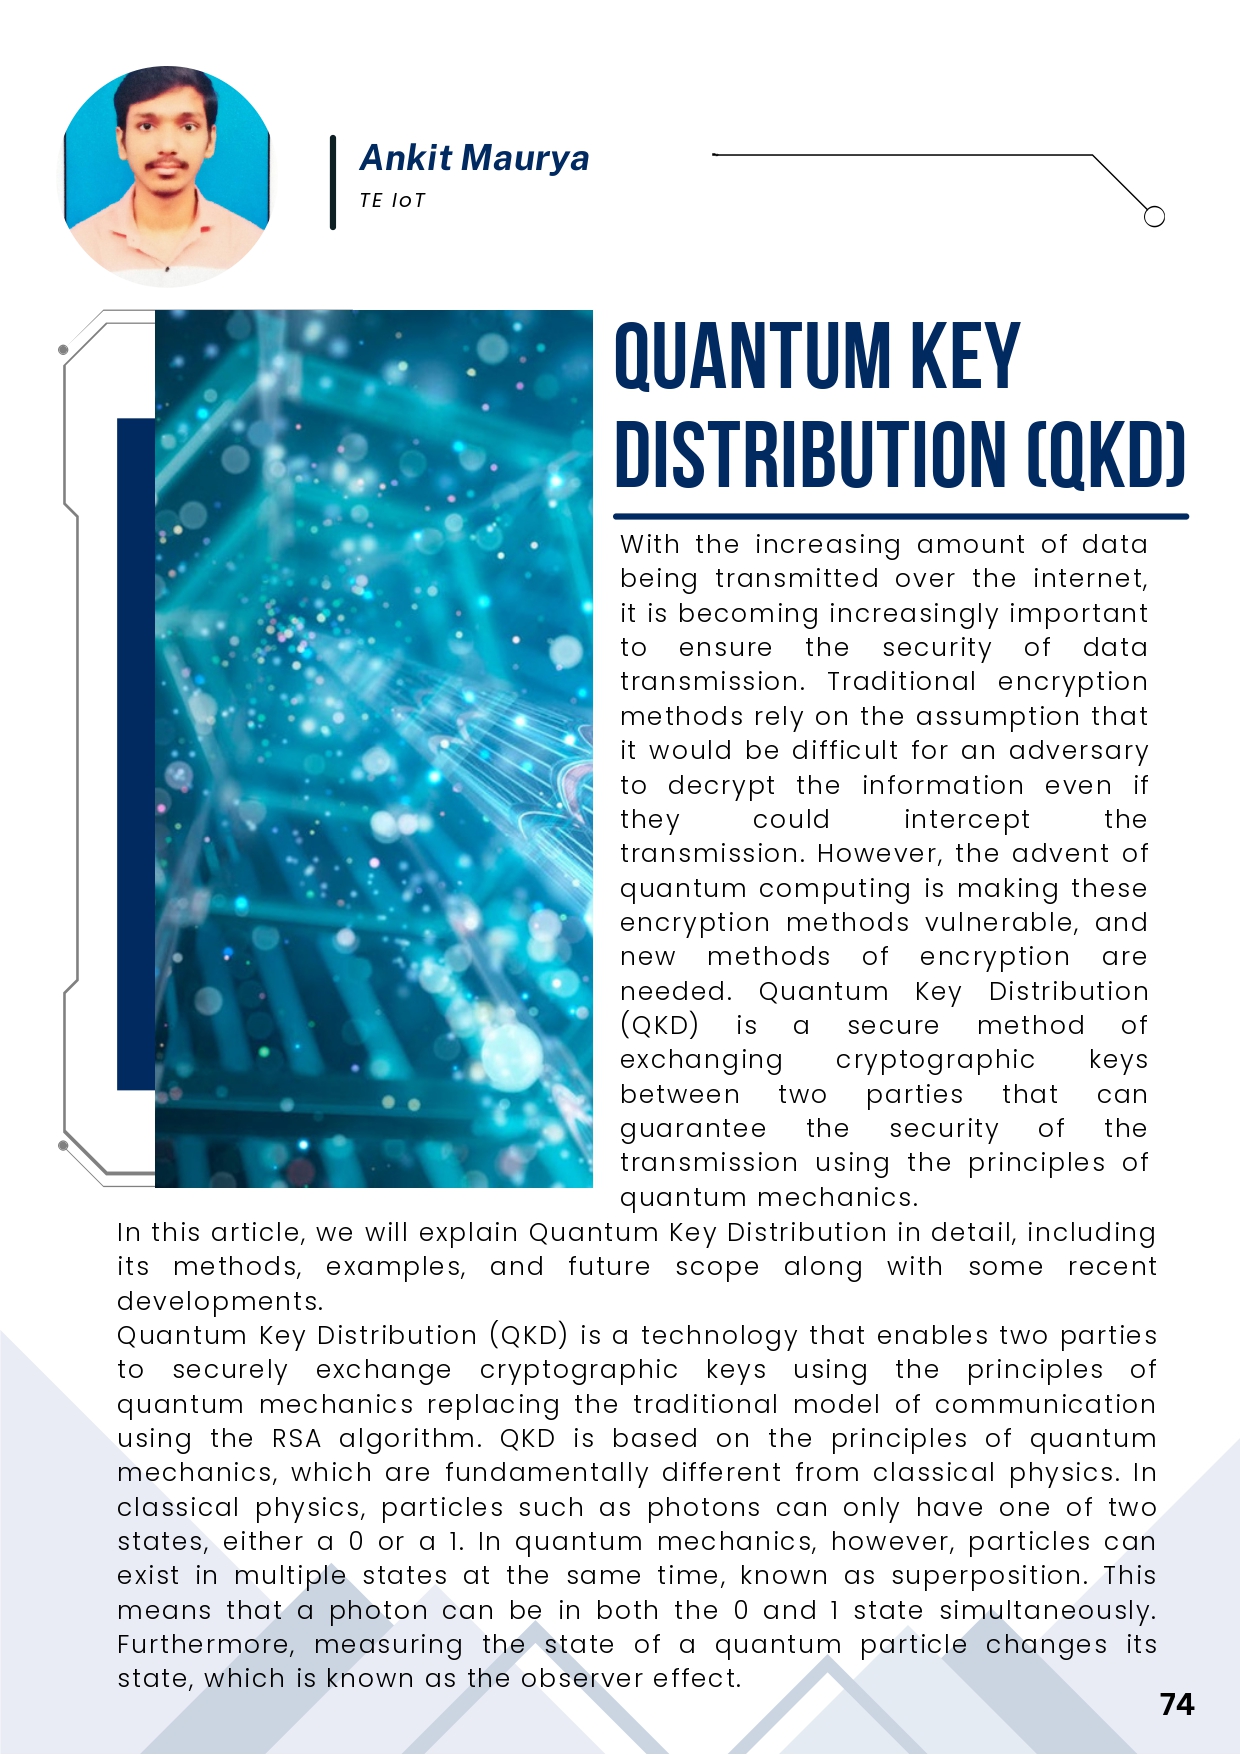 Ankit Maurya
TE IoT
QUANTUM KEY
DISTRIBUTION (QKD)
With the increasing amount of data
being transmitted over the internet,
it is becoming increasingly important
to ensure the security of data
transmission. Traditional encryption
methods rely on the assumption that
it would be difficult for an adversary
to decrypt the information even if
they could intercept the
transmission. However, the advent of
quantum computing is making these
encryption methods vulnerable, and
new methods of encryption are
needed. Quantum Key Distribution
(QKD) is a secure method of
exchanging cryptographic keys
between two parties that can
guarantee the security of the
transmission using the principles of
quantum mechanics.
In this article, we will explain Quantum Key Distribution in detail, including
its methods, examples, and future scope along with some recent
developments.
Quantum Key Distribution (QKD) is a technology that enables two parties
to securely exchange cryptographic keys using the principles of
quantum mechanics replacing the traditional model of communication
using the RSA algorithm. QKD is based on the principles of quantum
mechanics, which are fundamentally different from classical physics. In
classical physics, particles such as photons can only have one of two
states, either a 0 or a 1. In quantum mechanics, however, particles can
exist in multiple states at the same time, known as superposition. This
means that a photon can be in both the 0 and 1 state simultaneously.
Furthermore, measuring the state of a quantum particle changes its
state, which is known as the observer effect.
74